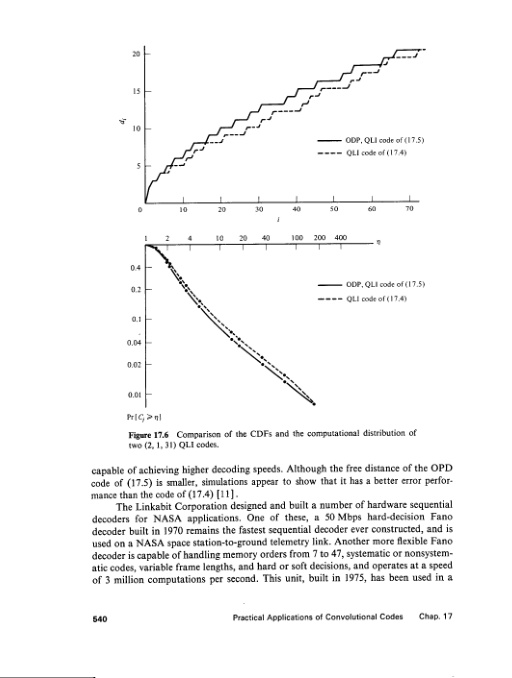 20
15
d_i
10
5
ODP, QLI code of (17.5)
QLI code of (17.4)
0 10 20 30 40 50 60 70
i
1 2 4 10 20 40 100 200 400 η
0.4
0.2
0.1
0.04
0.02
0.01
ODP, QLI code of (17.5)
QLI code of (17.4)
Pr[C_j ≥ η]
Figure 17.6 Comparison of the CDFs and the computational distribution of
two (2, 1, 31) QLI codes.
capable of achieving higher decoding speeds. Although the free distance of the OPD
code of (17.5) is smaller, simulations appear to show that it has a better error perfor-
mance than the code of (17.4) [11].
The Linkabit Corporation designed and built a number of hardware sequential
decoders for NASA applications. One of these, a 50 Mbps hard-decision Fano
decoder built in 1970 remains the fastest sequential decoder ever constructed, and is
used on a NASA space station-to-ground telemetry link. Another more flexible Fano
decoder is capable of handling memory orders from 7 to 47, systematic or nonsystem-
atic codes, variable frame lengths, and hard or soft decisions, and operates at a speed
of 3 million computations per second. This unit, built in 1975, has been used in a
540 Practical Applications of Convolutional Codes Chap. 17